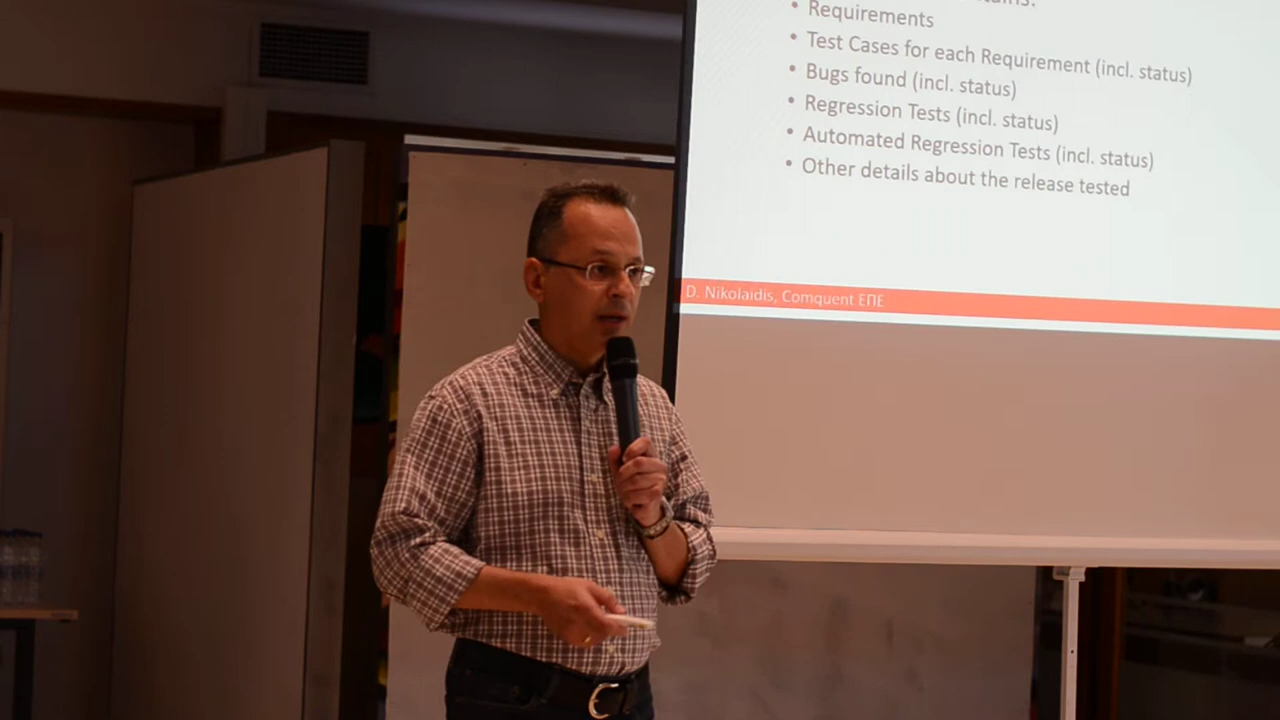 • Requirements
• Test Cases for each Requirement (incl. status)
• Bugs found (incl. status)
• Regression Tests (incl. status)
• Automated Regression Tests (incl. status)
• Other details about the release tested
D. Nikolaidis, Comquent ΕΠΕ